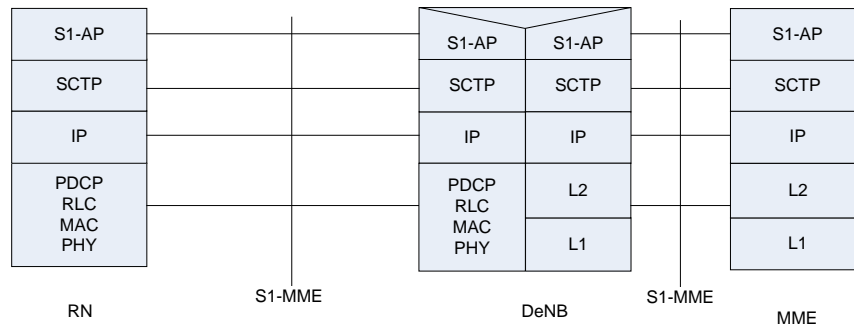 S1-AP
SCTP
IP
PDCP
RLC
MAC
PHY
RN
S1-MME
S1-AP
S1-AP
SCTP
SCTP
IP
IP
PDCP
RLC
MAC
PHY
L2
L1
DeNB
S1-MME
S1-AP
SCTP
IP
L2
L1
MME